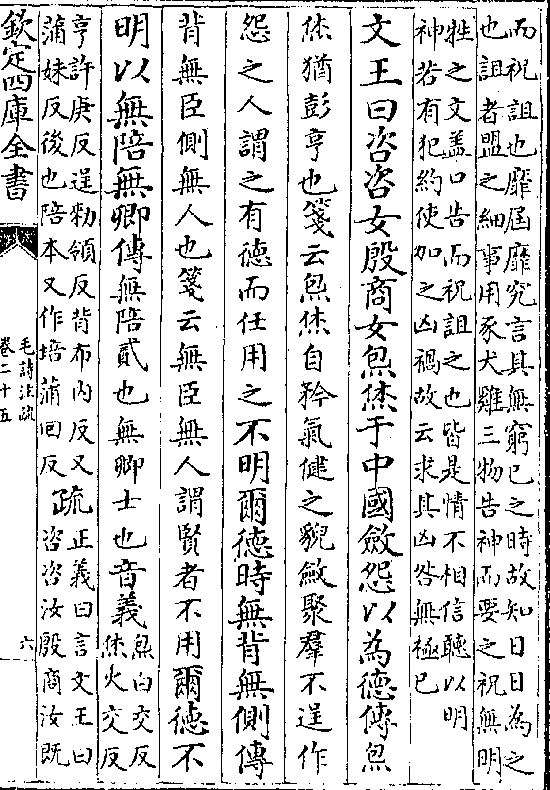 而祝詛也靡屆靡究言其無窮已之時故知日日為之
也詛者盟之細事用豕犬雞三物告神而要之祝無明
牲之文蓋口告而祝詛之也皆是情不相信聽以明
神若有犯約使加之凶禍故云求其凶咎無極已
文王曰咨咨女殷商女炰烋于中國斂怨以為德傳炰
烋猶彭亨也箋云炰烋自矜氣健之貌斂聚羣不逞作
怨之人謂之有德而任用之不明爾德時無背無側傳
背無臣側無人也箋云無臣無人謂賢者不用爾德不
明以無陪無卿傳無陪貳也無卿士也音義炰白交反
烋火交反
亨許庚反逞勑領反背布內反又
蒲妹反後也陪本又作培蒲回反
疏正義曰言文王曰
咨咨汝殷商汝既
欽定四庫全書
毛詩注疏
卷二十五
六